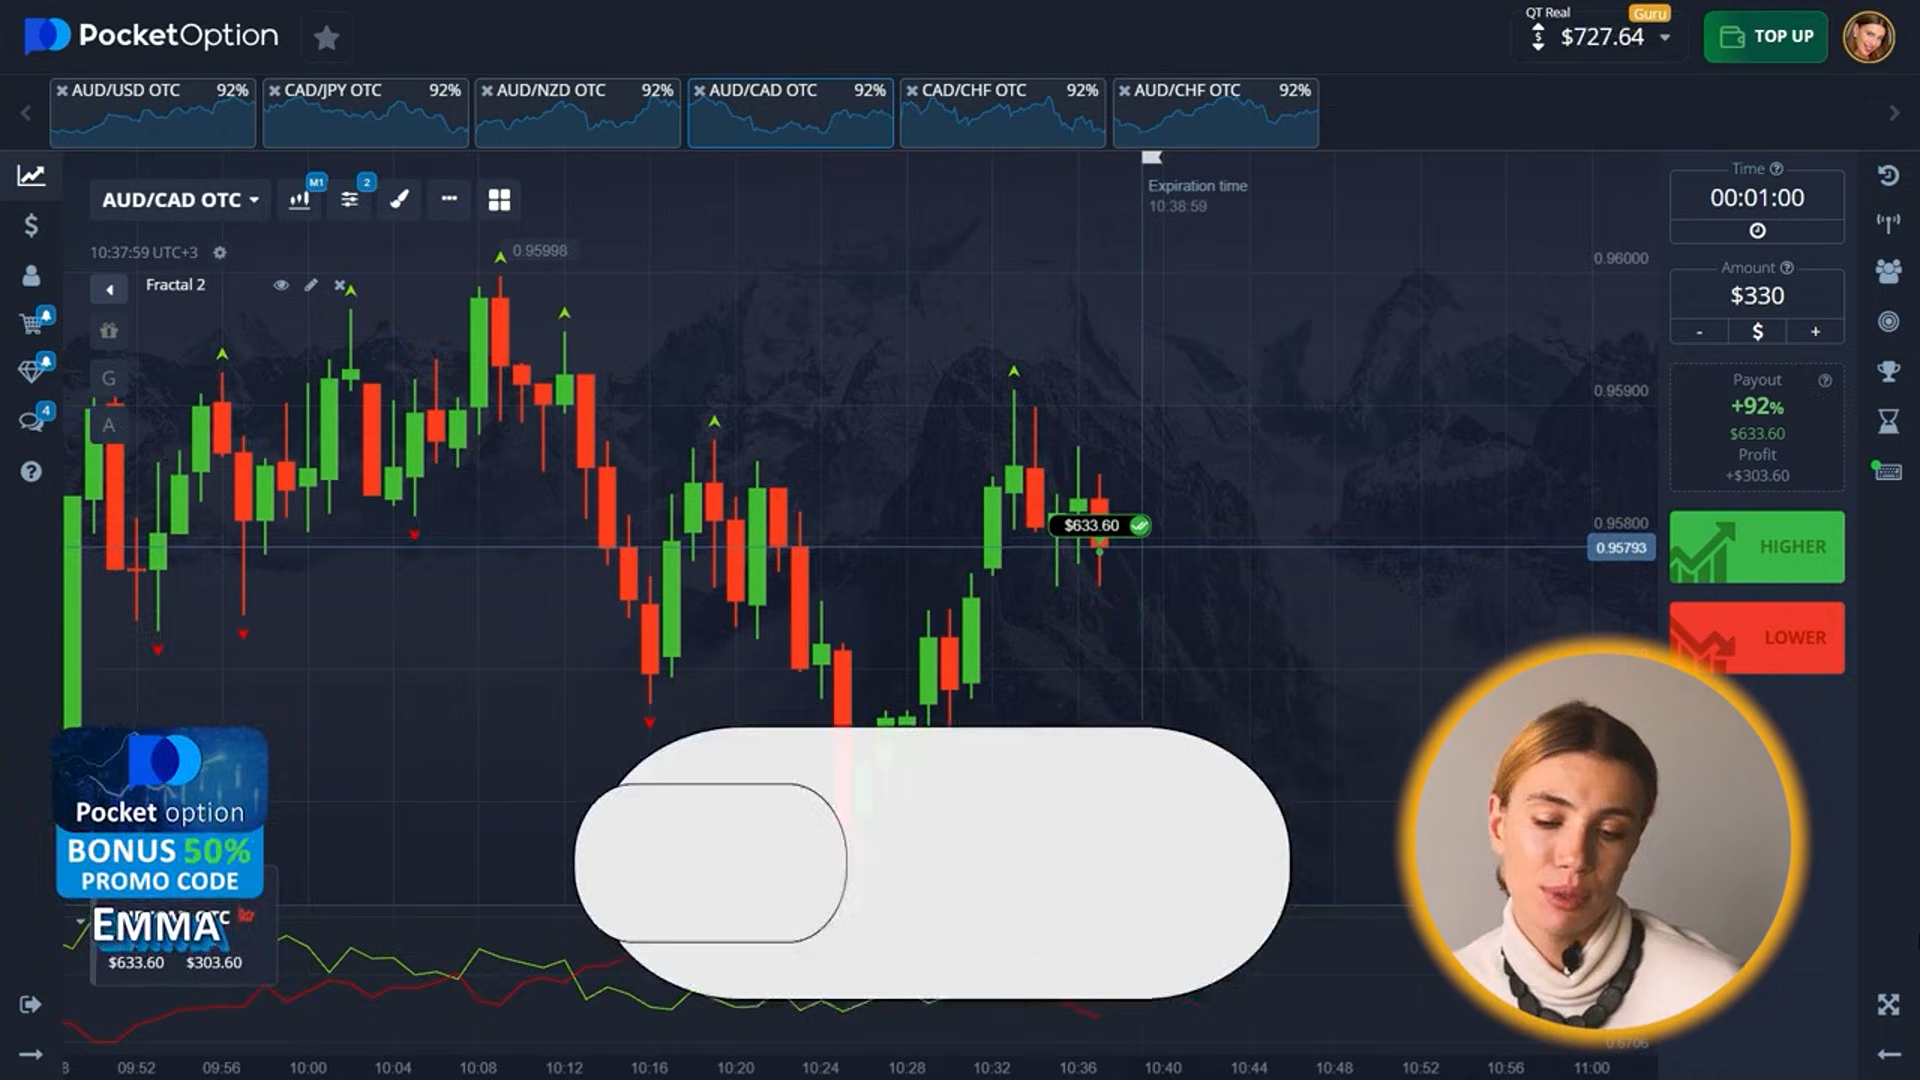 PocketOption
QT Real
Guru
$727.64
TOP UP
AUD/USD OTC 92%
CAD/JPY OTC 92%
AUD/NZD OTC 92%
AUD/CAD OTC 92%
CAD/CHF OTC 92%
AUD/CHF OTC 92%
AUD/CAD OTC
M1
2
10:37:59 UTC+3
Fractal 2
G
A
4
0.95998
Expiration time
10:38:59
0.96000
0.95900
0.95800
0.95793
$633.60
Time
00:01:00
Amount
$330
- $ +
Payout
+92%
$633.60
Profit
+$303.60
HIGHER
LOWER
Pocket option
BONUS 50%
PROMO CODE
EMMA
OTC
$633.60 $303.60
0.6706
8 09:52 09:56 10:00 10:04 10:08 10:12 10:16 10:20 10:24 10:28 10:32 10:36 10:40 10:44 10:48 10:52 10:56 11:00